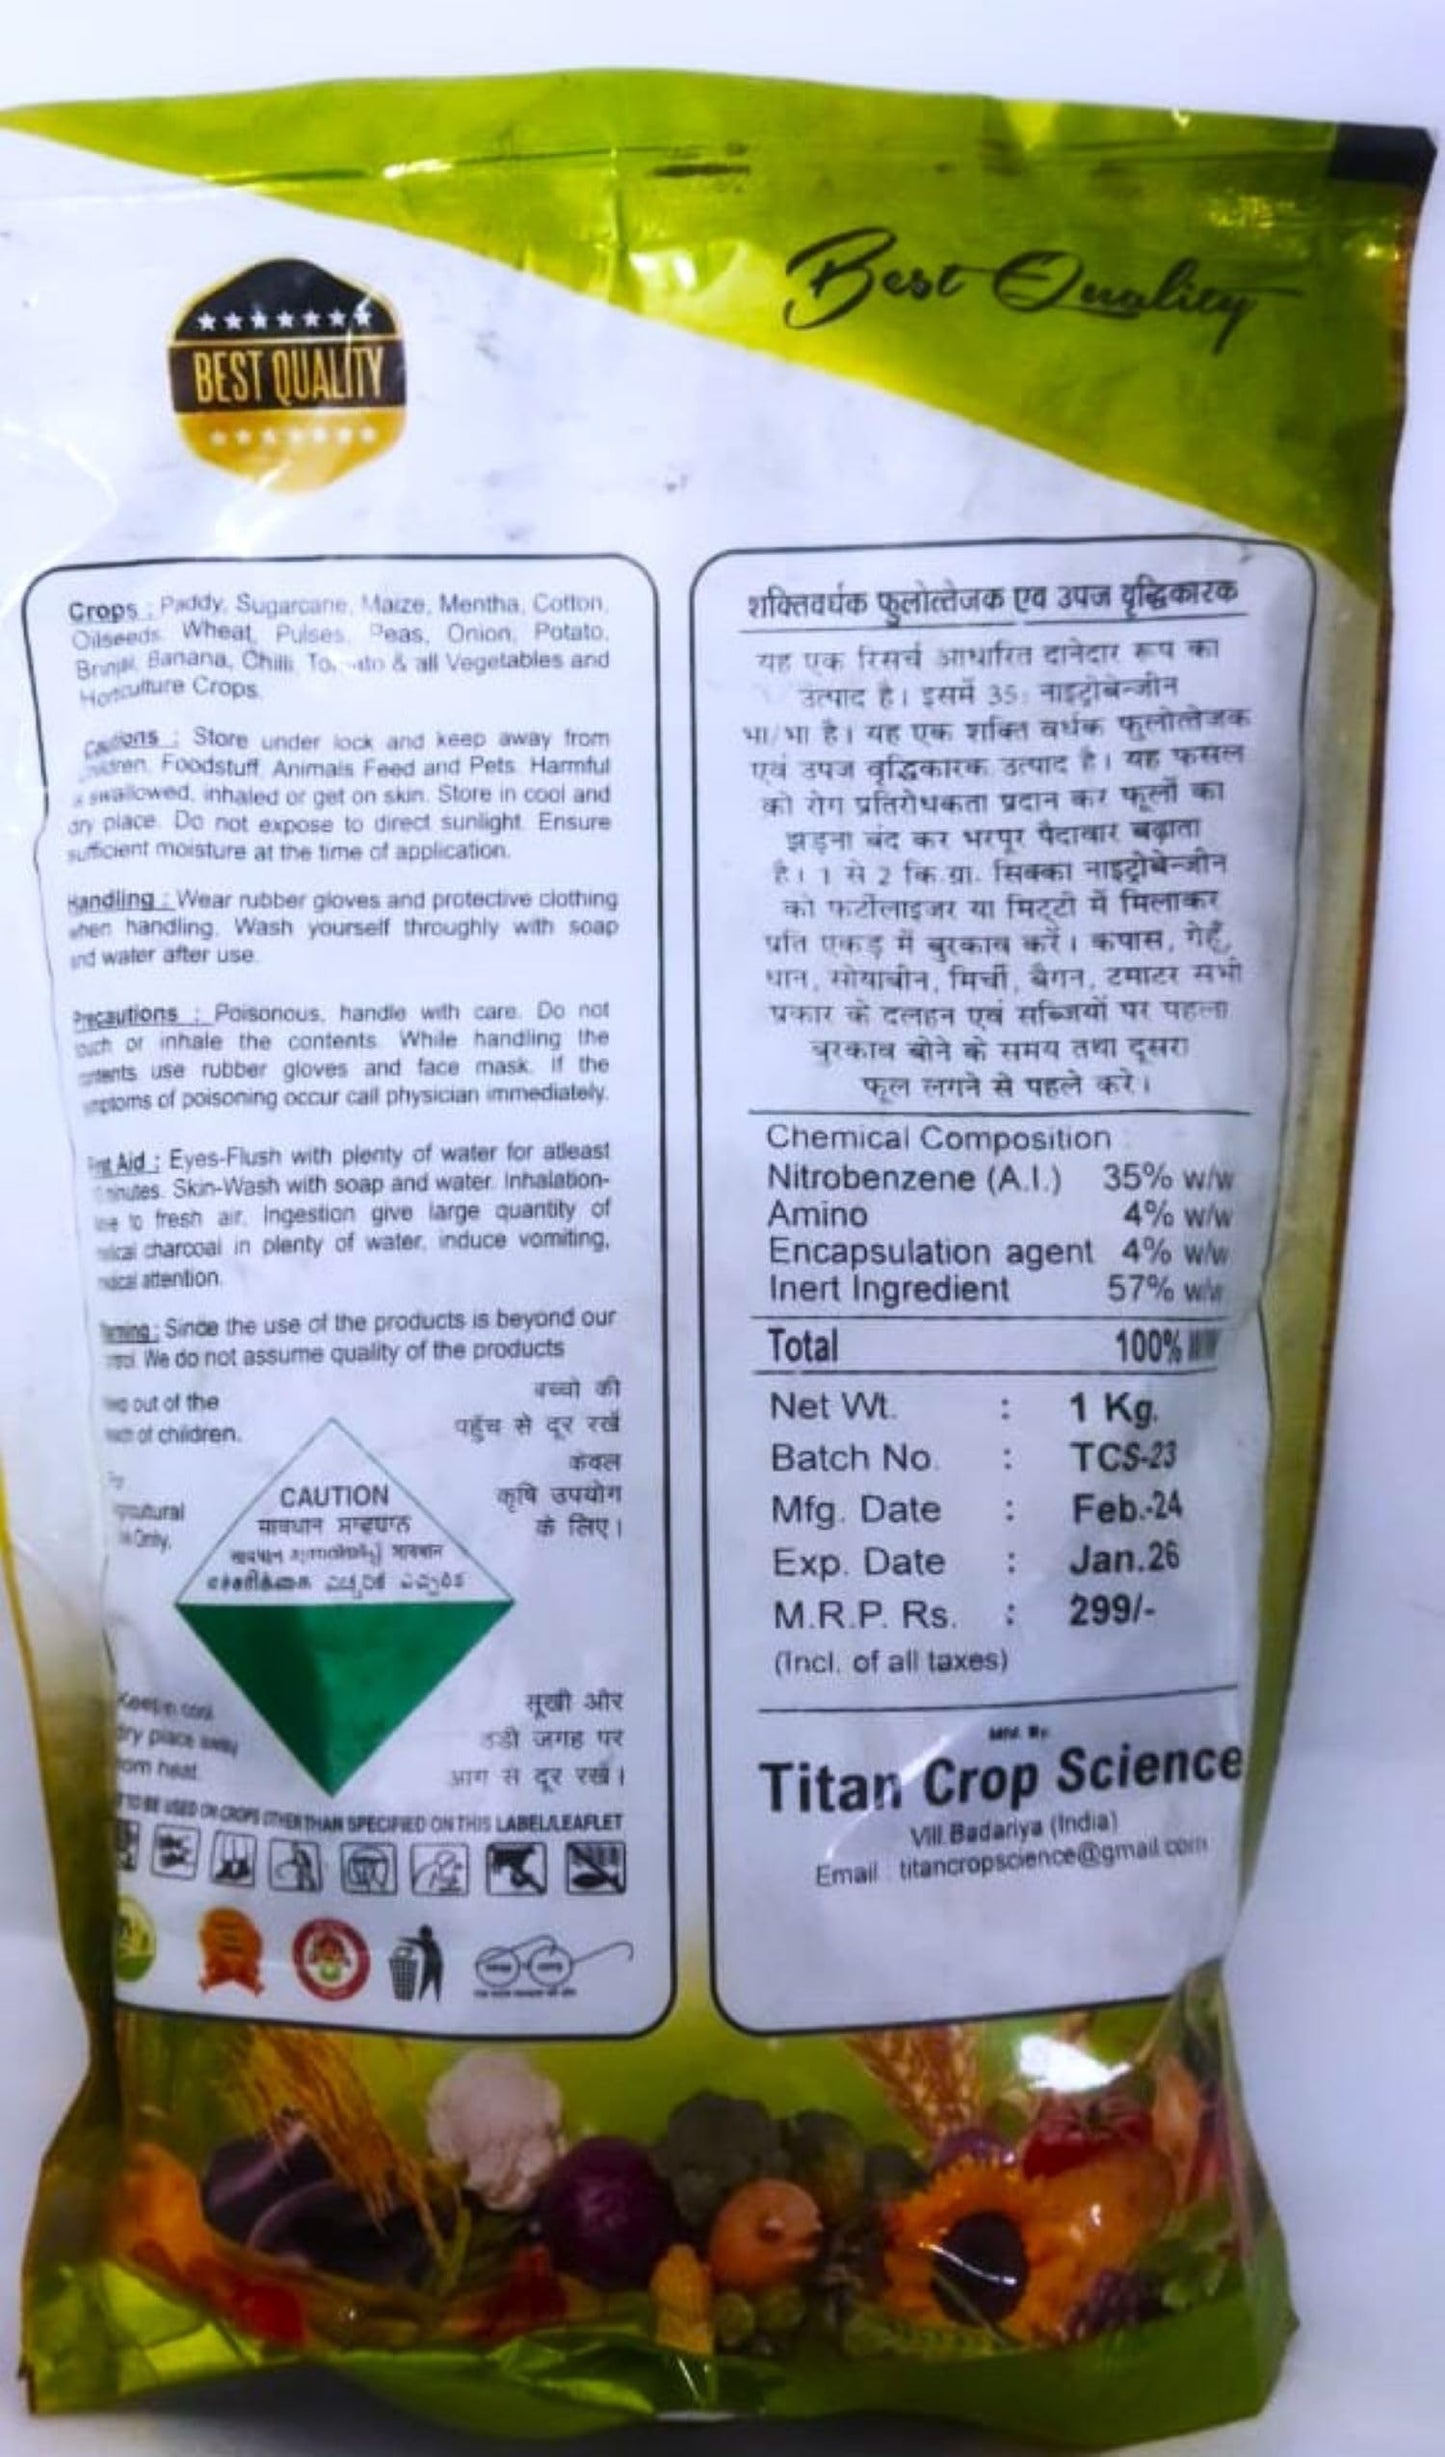 Best Quality
BEST QUALITY
Crops : Paddy, Sugarcane, Maize, Mentha, Cotton,
Oilseeds, Wheat, Pulses, Peas, Onion, Potato,
Brinjal, Banana, Chilli, & all Vegetables and
Horticulture Crops.
Cautions : Store under lock and keep away from
Foodstuff, Animals Feed and Pets. Harmful
swallowed, inhaled or get on skin. Store in cool and
dry place. Do not expose to direct sunlight. Ensure
sufficient moisture at the time of application.
Handling : Wear rubber gloves and protective clothing
when handling. Wash yourself throughly with soap
and water after use.
Precautions : Poisonous, handle with care. Do not
touch or inhale the contents. While handling the
use rubber gloves and face mask. If the
of poisoning occur call physician immediately.
Aid : Eyes-Flush with plenty of water for atleast
minutes. Skin-Wash with soap and water. Inhalation-
to fresh air. Ingestion give large quantity of
charcoal in plenty of water, induce vomiting,
attention.
Since the use of the products is beyond our
We do not assume quality of the products
out of the
of children.
बच्चो की
पहुँच से दूर रखें
केवल
कृषि उपयोग
के लिए।
Only.
CAUTION
सावधान
Keep in cool
dry place away
from heat.
सूखी और
ठंडी जगह पर
आग से दूर रखें।
TO BE USED ON CROPS OTHER THAN SPECIFIED ON THIS LABEL/LEAFLET
शक्तिवर्धक फुलोत्तेजक एव उपज वृद्धिकारक
यह एक रिसर्च आधारित दानेदार रूप का
उत्पाद है। इसमें 35% नाइट्रोबेन्जीन
भा/भा है। यह एक शक्ति वर्धक फुलोत्तेजक
एवं उपज वृद्धिकारक उत्पाद है। यह फसल
को रोग प्रतिरोधकता प्रदान कर फूलों का
झड़ना बंद कर भरपूर पैदावार बढ़ाता
है। 1 से 2 कि.ग्रा. सिक्का नाइट्रोबेन्जीन
को फर्टीलाइजर या मिट्टी में मिलाकर
प्रति एकड़ में बुरकाव करें। कपास, गेहूँ,
धान, सोयाबीन, मिर्ची, बैगन, टमाटर सभी
प्रकार के दलहन एवं सब्जियों पर पहला
बुरकाव बोने के समय तथा दूसरा
फूल लगने से पहले करे।
Chemical Composition
Nitrobenzene (A.I.) 35% w/w
Amino 4% w/w
Encapsulation agent 4% w/w
Inert Ingredient 57% w/w
Total 100%
Net Wt. : 1 Kg.
Batch No. : TCS-23
Mfg. Date : Feb.-24
Exp. Date : Jan.26
M.R.P. Rs. : 299/-
(Incl. of all taxes)
Mfd. By
Titan Crop Science
Vill.Badariya (India)
Email : titancropscience@gmail.com